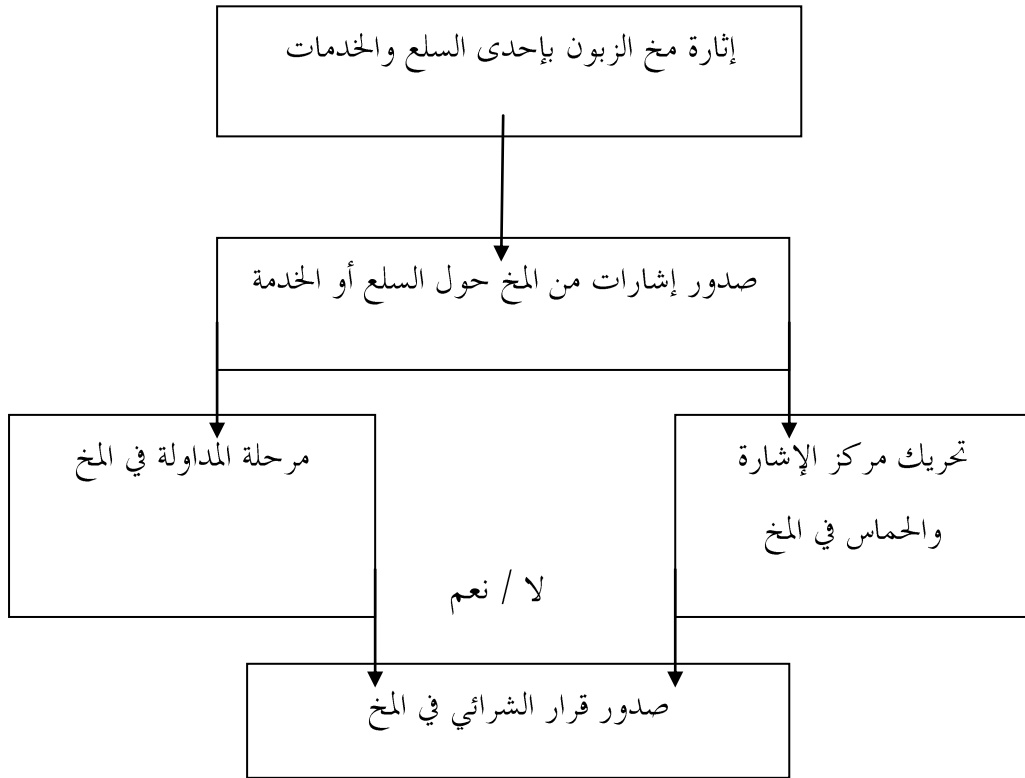 إثارة مخ الزبون بإحدى السلع والخدمات
صدور إشارات من المخ حول السلع أو الخدمة
تحريك مركز الإشارة
والحماس في المخ
مرحلة المداولة في المخ
لا / نعم
صدور قرار الشرائي في المخ